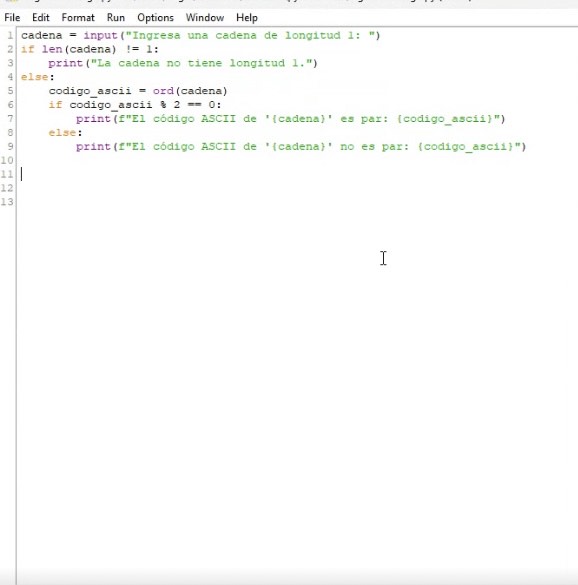 File Edit Format Run Options Window Help
1 cadena = input("Ingresa una cadena de longitud 1: ")
2 if len(cadena) != 1:
3     print("La cadena no tiene longitud 1.")
4 else:
5     codigo_ascii = ord(cadena)
6     if codigo_ascii % 2 == 0:
7         print(f"El código ASCII de '{cadena}' es par: {codigo_ascii}")
8     else:
9         print(f"El código ASCII de '{cadena}' no es par: {codigo_ascii}")
10
11
12
13